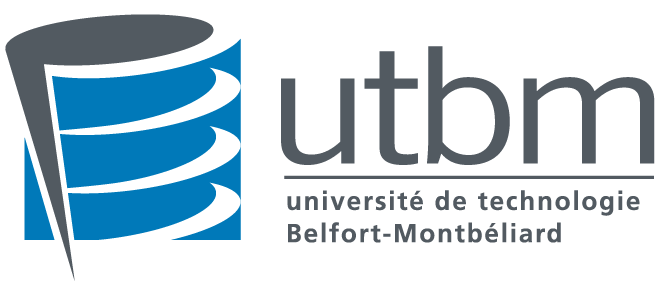 utbm
université de technologie
Belfort-Montbéliard